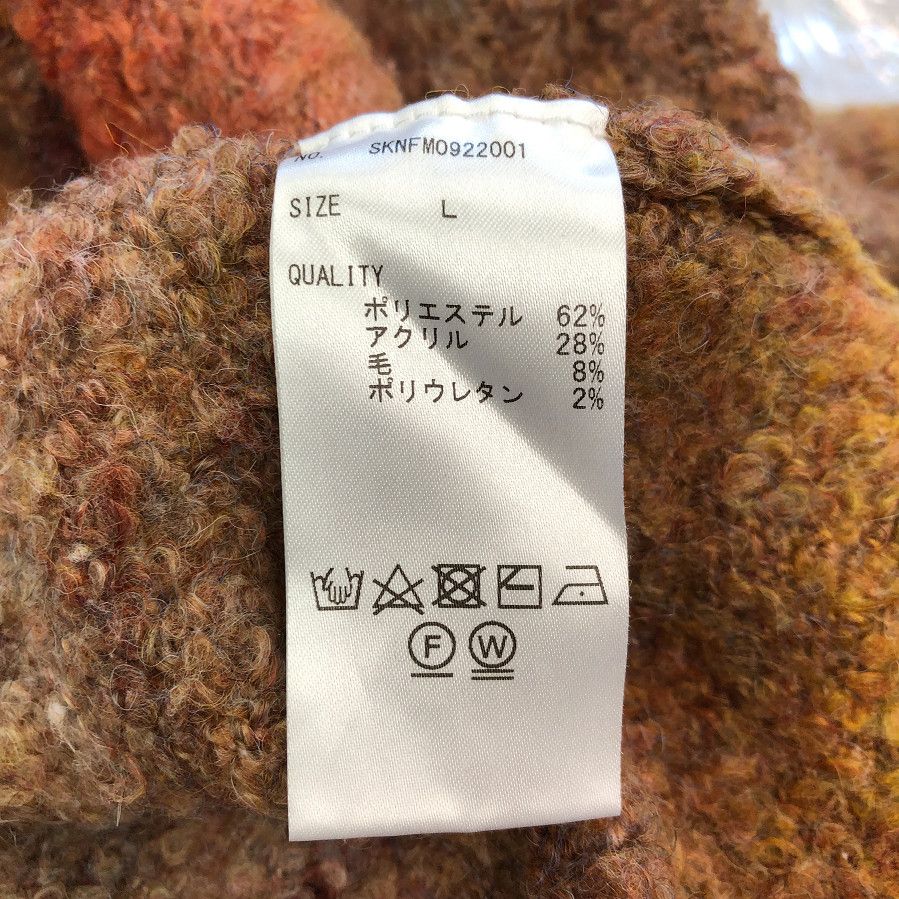 No. SKNFM0922001
SIZE L
QUALITY
ポリエステル 62%
アクリル 28%
毛 8%
ポリウレタン 2%
F W